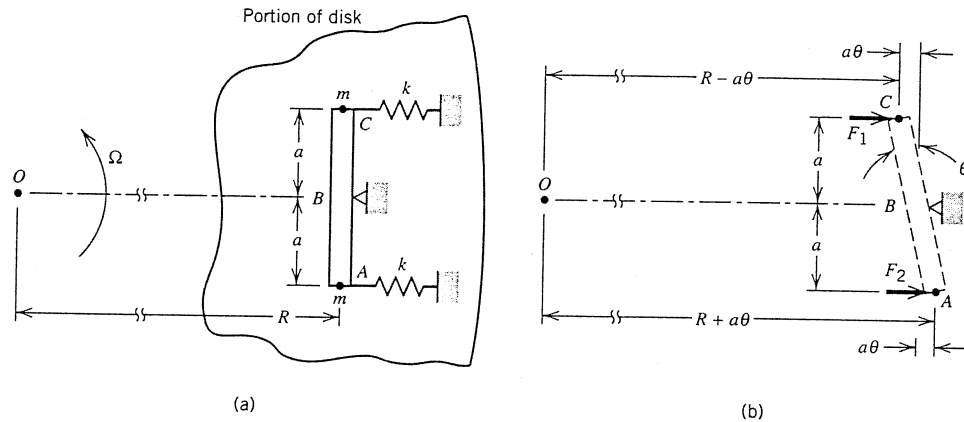 Portion of disk
m
k
C
a
Ω
O
B
a
A
k
m
R
(a)
aθ
R − aθ
C
F1
a
θ
O
B
a
F2
A
R + aθ
aθ
(b)